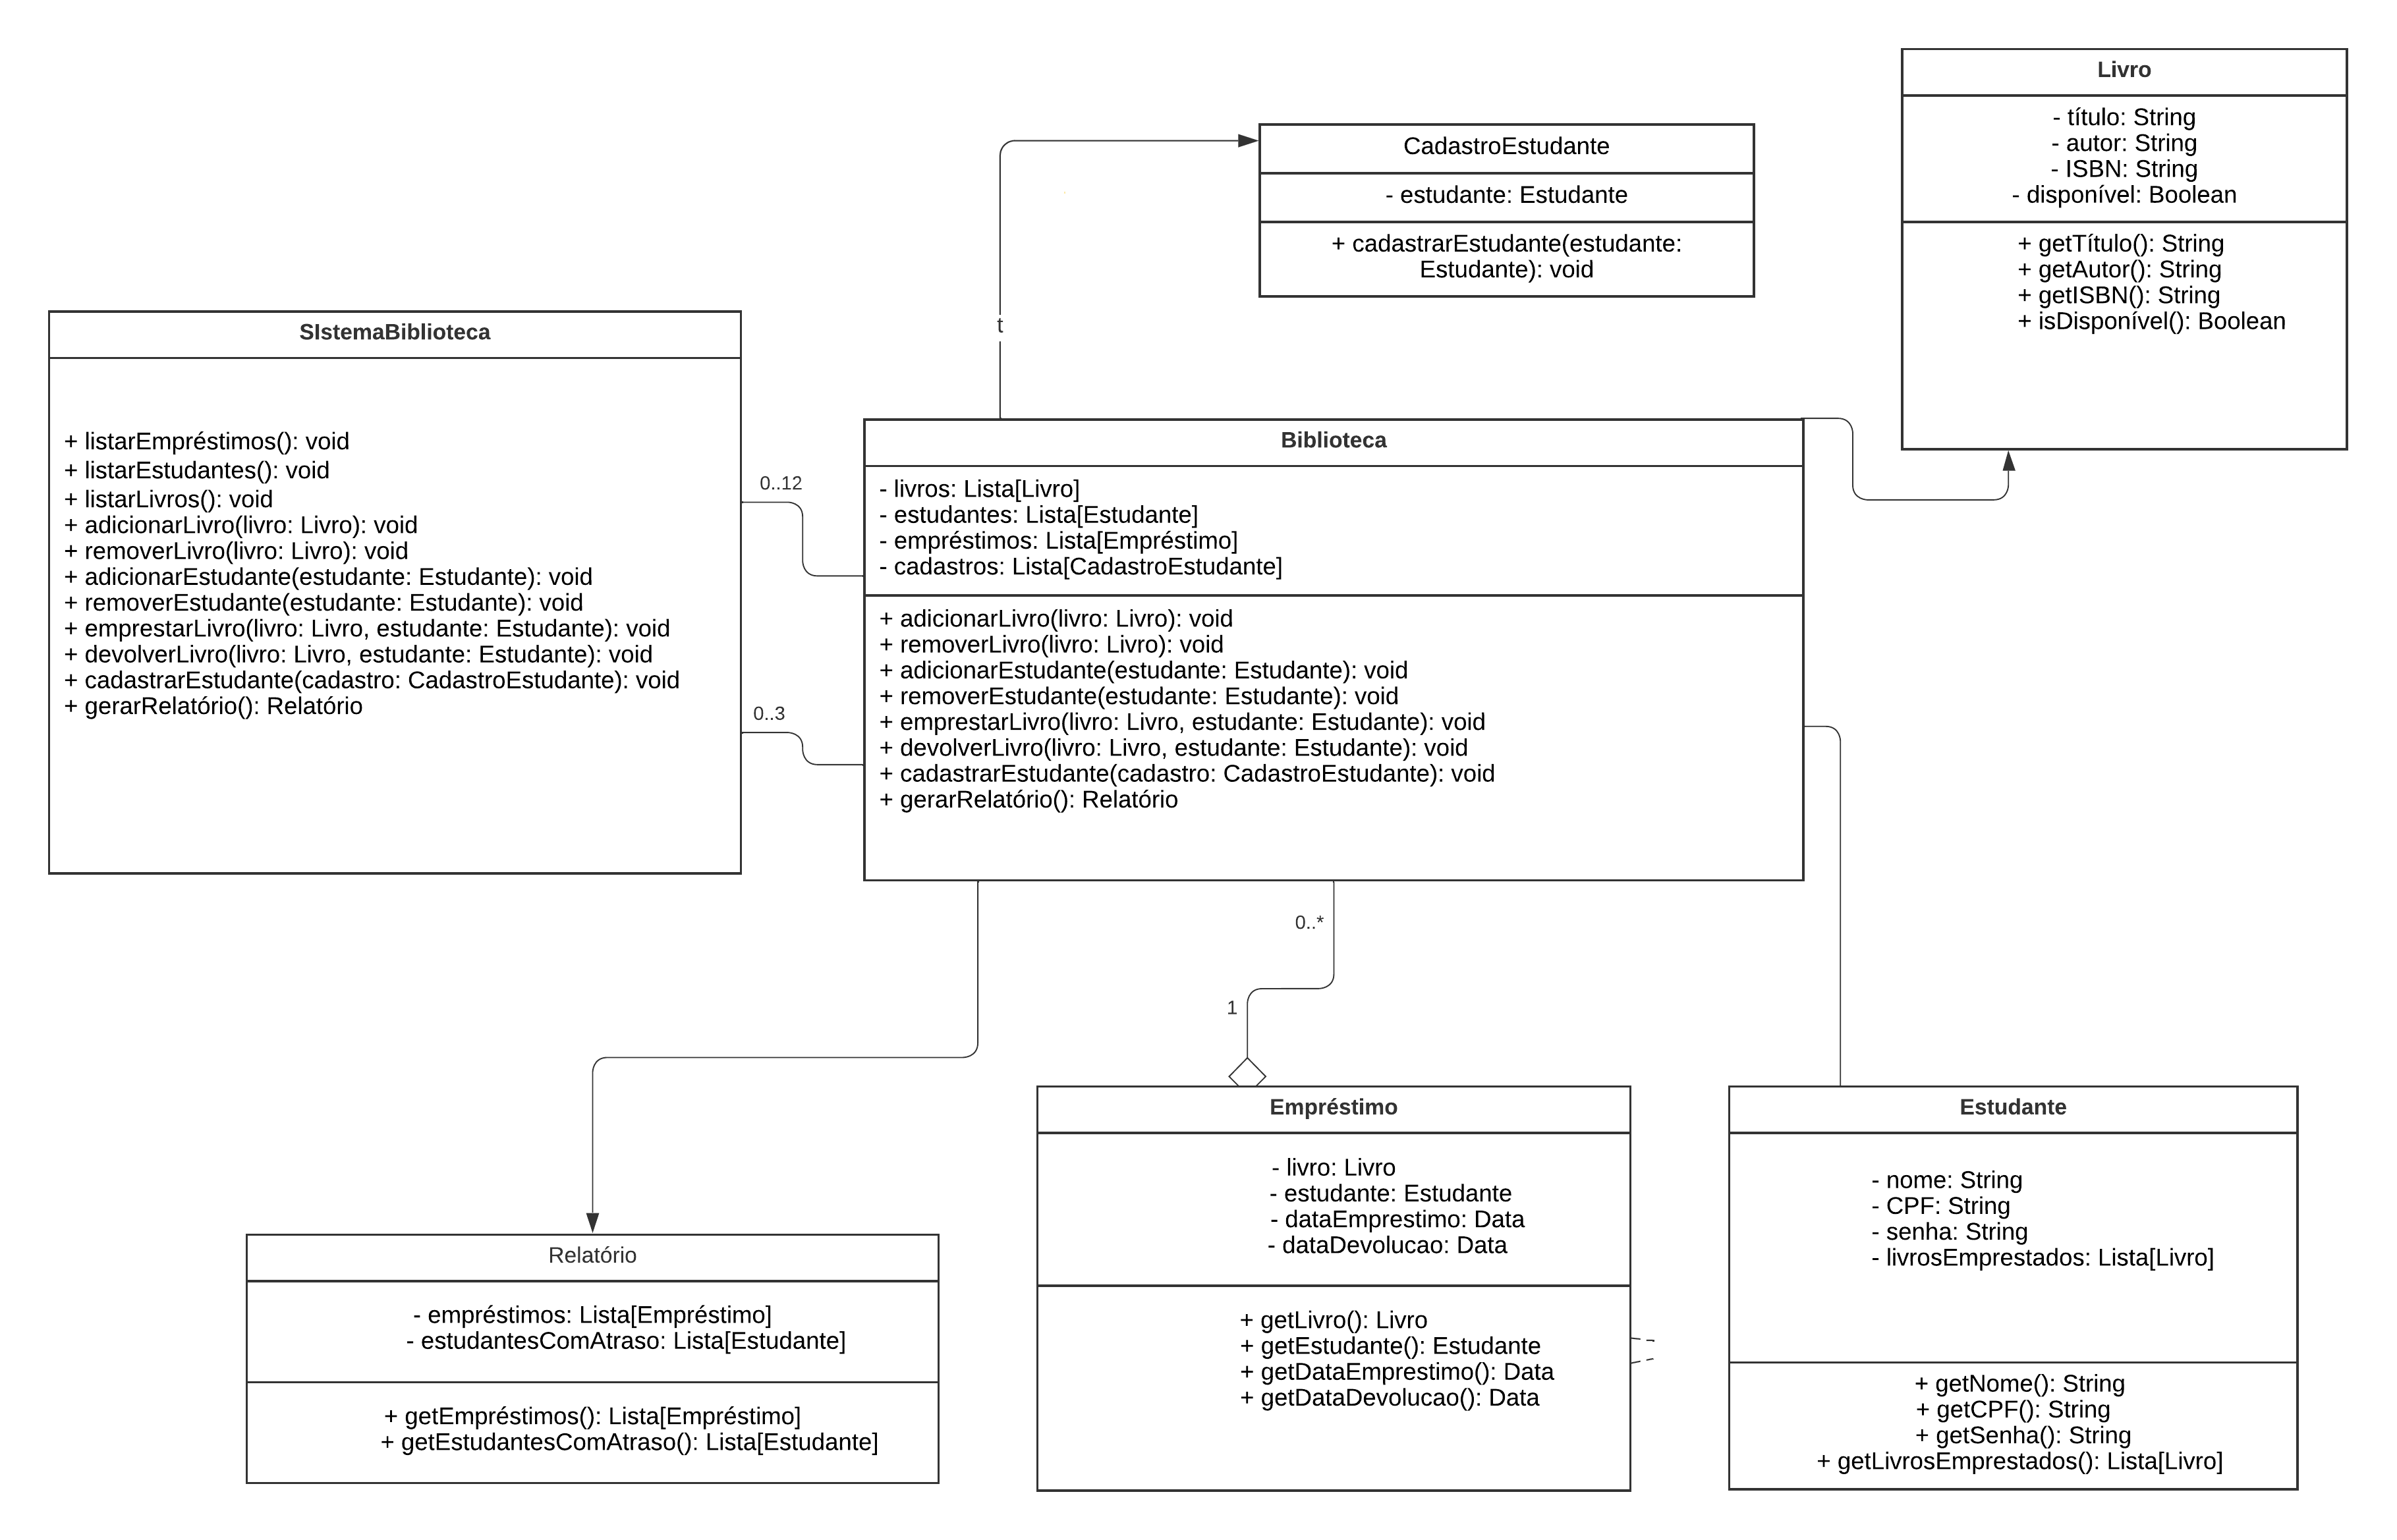 Livro
- título: String
- autor: String
- ISBN: String
- disponível: Boolean
+ getTítulo(): String
+ getAutor(): String
+ getISBN(): String
+ isDisponível(): Boolean
CadastroEstudante
- estudante: Estudante
+ cadastrarEstudante(estudante:
Estudante): void
t
SIstemaBiblioteca
+ listarEmpréstimos(): void
+ listarEstudantes(): void
+ listarLivros(): void
+ adicionarLivro(livro: Livro): void
+ removerLivro(livro: Livro): void
+ adicionarEstudante(estudante: Estudante): void
+ removerEstudante(estudante: Estudante): void
+ emprestarLivro(livro: Livro, estudante: Estudante): void
+ devolverLivro(livro: Livro, estudante: Estudante): void
+ cadastrarEstudante(cadastro: CadastroEstudante): void
+ gerarRelatório(): Relatório
0..12
0..3
Biblioteca
- livros: Lista[Livro]
- estudantes: Lista[Estudante]
- empréstimos: Lista[Empréstimo]
- cadastros: Lista[CadastroEstudante]
+ adicionarLivro(livro: Livro): void
+ removerLivro(livro: Livro): void
+ adicionarEstudante(estudante: Estudante): void
+ removerEstudante(estudante: Estudante): void
+ emprestarLivro(livro: Livro, estudante: Estudante): void
+ devolverLivro(livro: Livro, estudante: Estudante): void
+ cadastrarEstudante(cadastro: CadastroEstudante): void
+ gerarRelatório(): Relatório
0..*
1
Relatório
- empréstimos: Lista[Empréstimo]
- estudantesComAtraso: Lista[Estudante]
+ getEmpréstimos(): Lista[Empréstimo]
+ getEstudantesComAtraso(): Lista[Estudante]
Empréstimo
- livro: Livro
- estudante: Estudante
- dataEmprestimo: Data
- dataDevolucao: Data
+ getLivro(): Livro
+ getEstudante(): Estudante
+ getDataEmprestimo(): Data
+ getDataDevolucao(): Data
Estudante
- nome: String
- CPF: String
- senha: String
- livrosEmprestados: Lista[Livro]
+ getNome(): String
+ getCPF(): String
+ getSenha(): String
+ getLivrosEmprestados(): Lista[Livro]